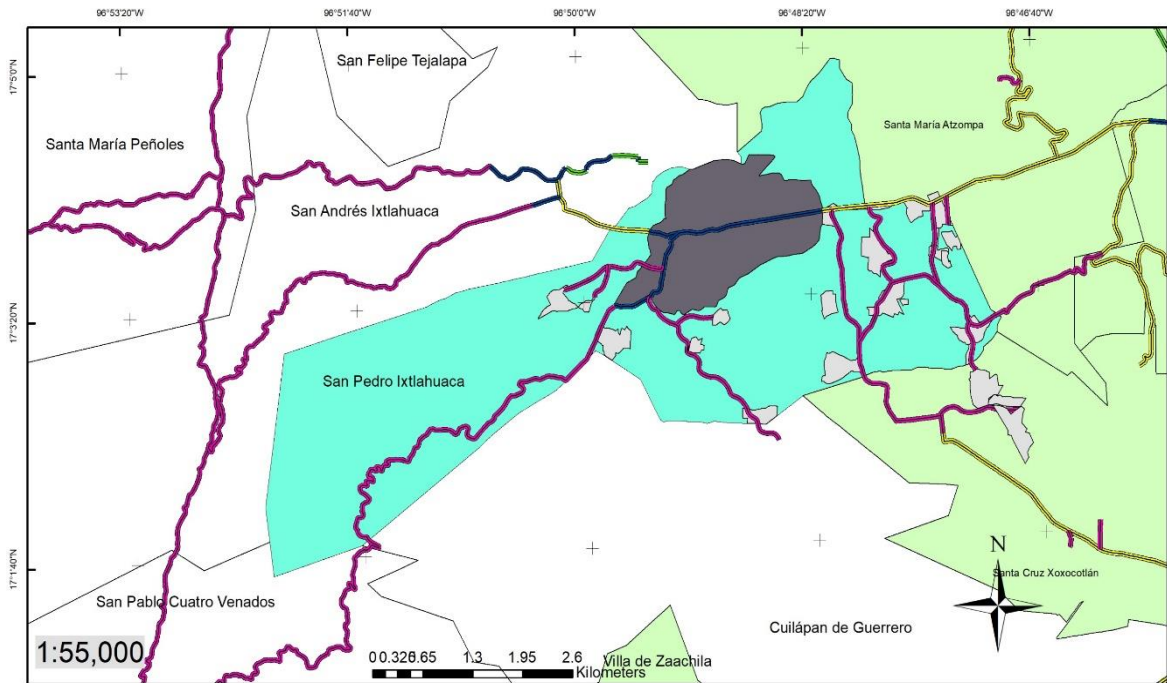 96°53'20"W
96°51'40"W
96°50'0"W
96°48'20"W
96°46'40"W
17°5'0"N
17°3'20"N
17°1'40"N
San Felipe Tejalapa
Santa María Atzompa
Santa María Peñoles
San Andrés Ixtlahuaca
San Pedro Ixtlahuaca
N
Santa Cruz Xoxocotlán
San Pablo Cuatro Venados
Cuilápan de Guerrero
1:55,000
0 0.325 0.65 1.3 1.95 2.6
Villa de Zaachila
Kilometers